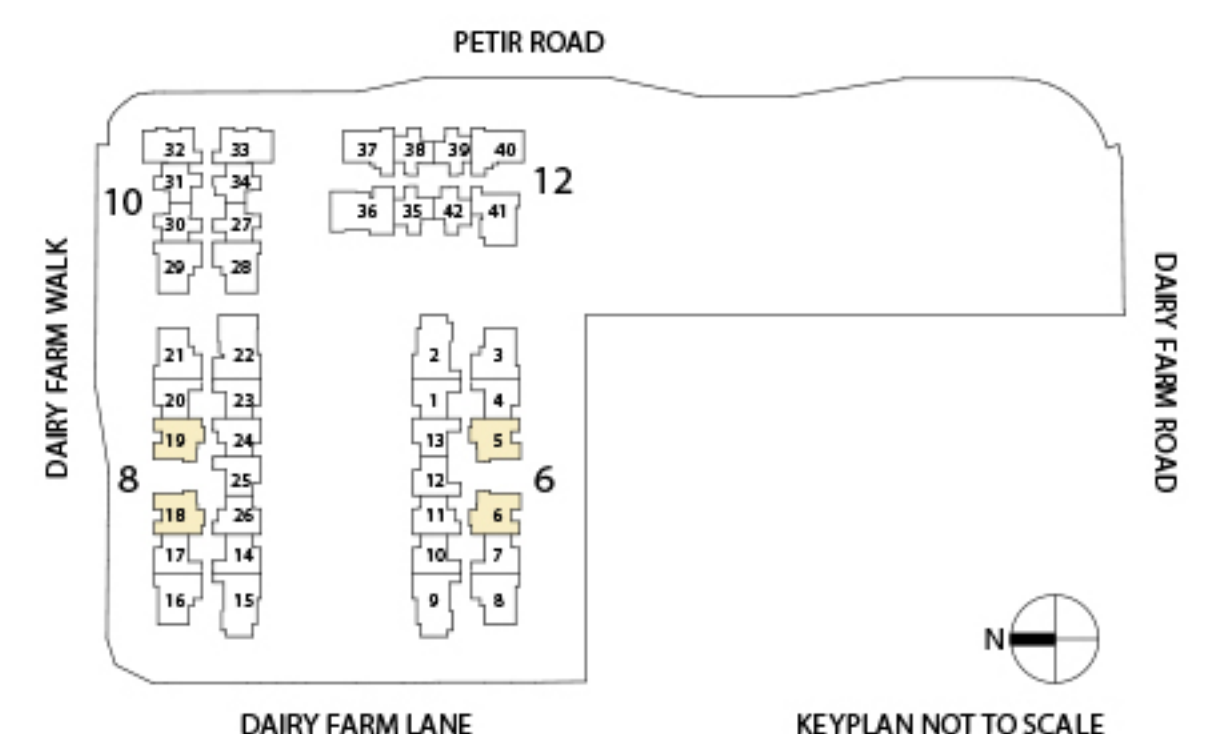 PETIR ROAD
32 33 37 38 39 40
31 34 12
10 36 35 42 41
30 27
29 28
DAIRY FARM WALK
DAIRY FARM ROAD
21 22 2 3
20 23 1 4
19 24 13 5
8 25 12 6
18 26 11 6
17 14 10 7
16 15 9 8
N
DAIRY FARM LANE
KEYPLAN NOT TO SCALE